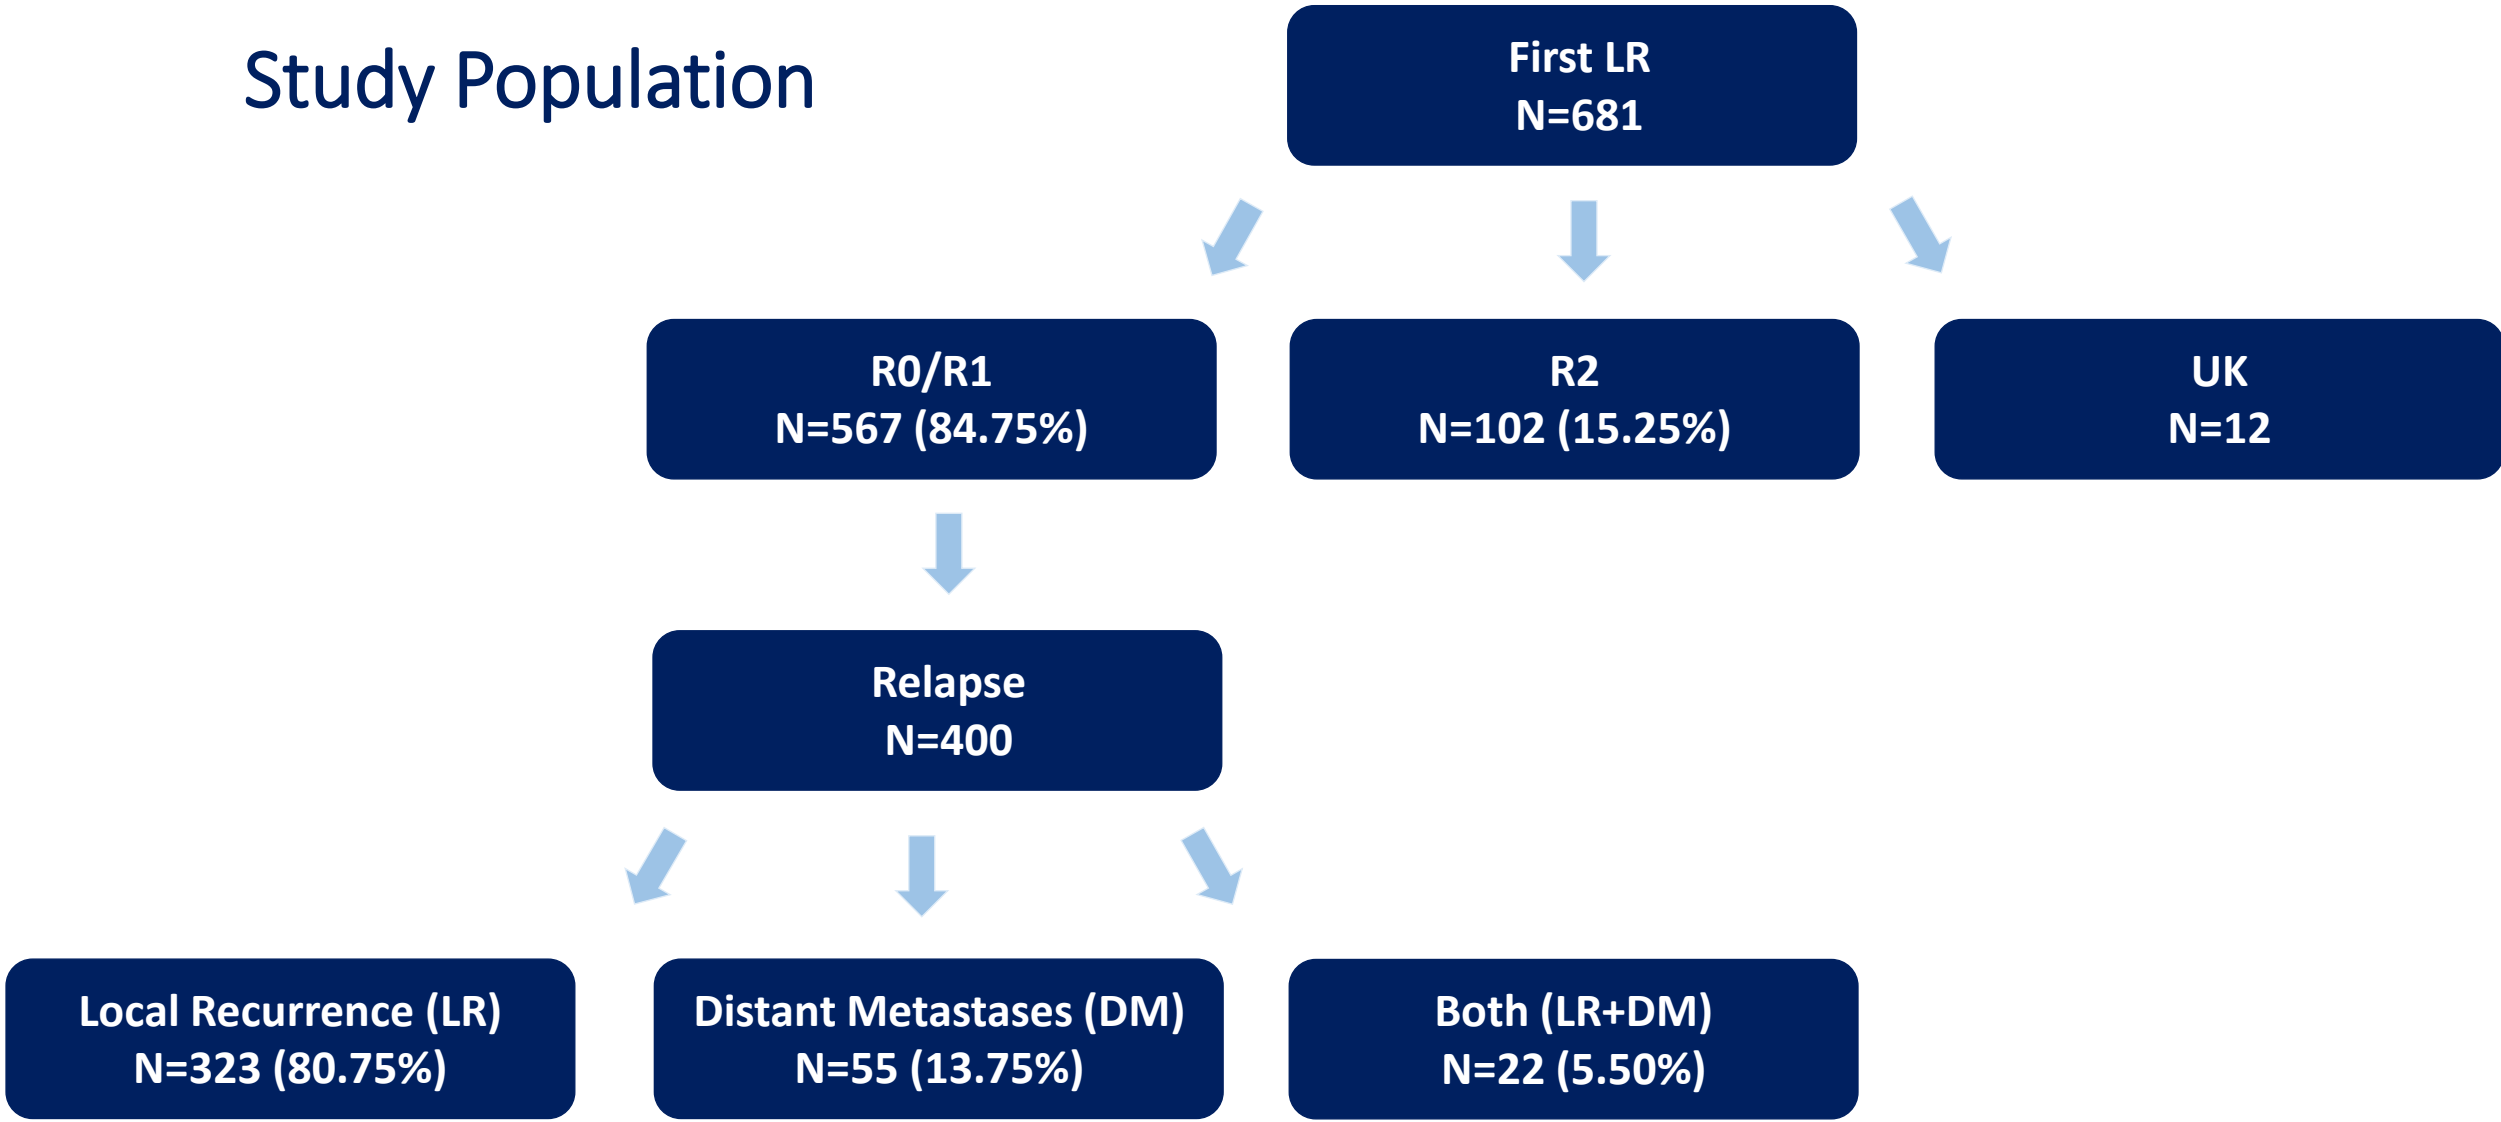 Study Population
First LR
N=681
R0/R1
N=567 (84.75%)
R2
N=102 (15.25%)
UK
N=12
Relapse
N=400
Local Recurrence (LR)
N=323 (80.75%)
Distant Metastases (DM)
N=55 (13.75%)
Both (LR+DM)
N=22 (5.50%)